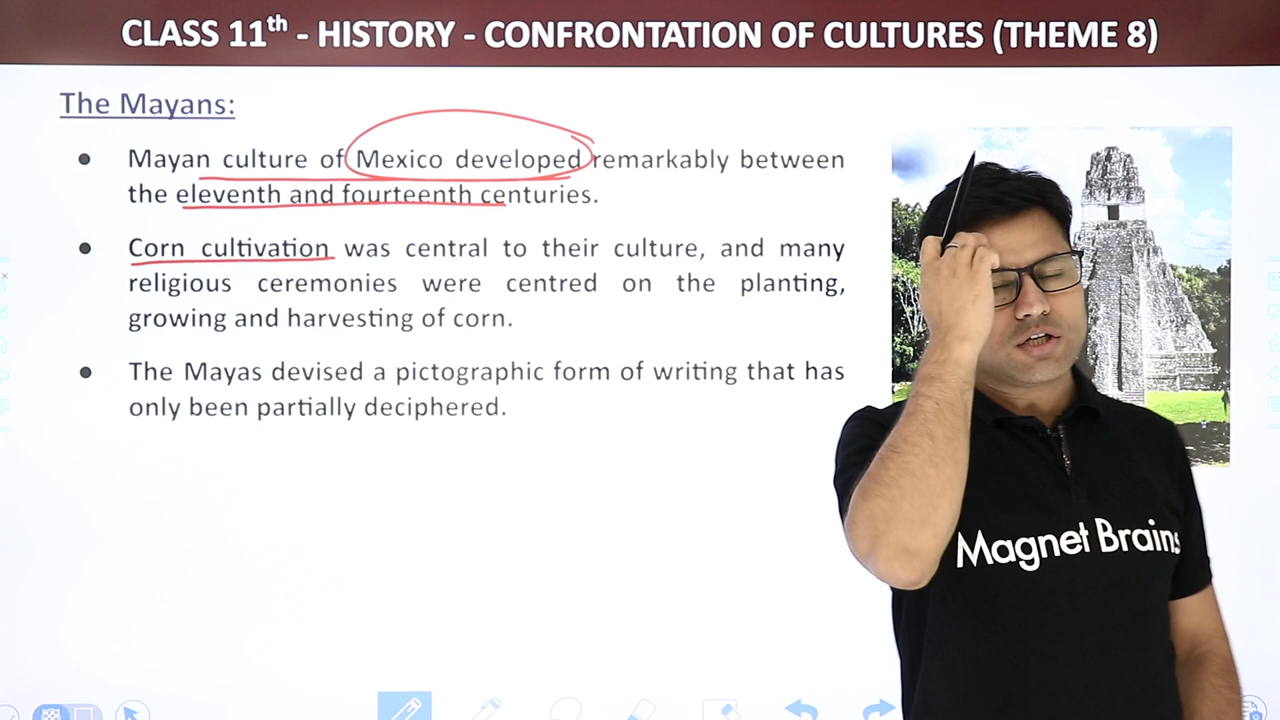 CLASS 11th - HISTORY - CONFRONTATION OF CULTURES (THEME 8)
The Mayans:
● Mayan culture of Mexico developed remarkably between
the eleventh and fourteenth centuries.
● Corn cultivation was central to their culture, and many
religious ceremonies were centred on the planting,
growing and harvesting of corn.
● The Mayas devised a pictographic form of writing that has
only been partially deciphered.
Magnet Brains